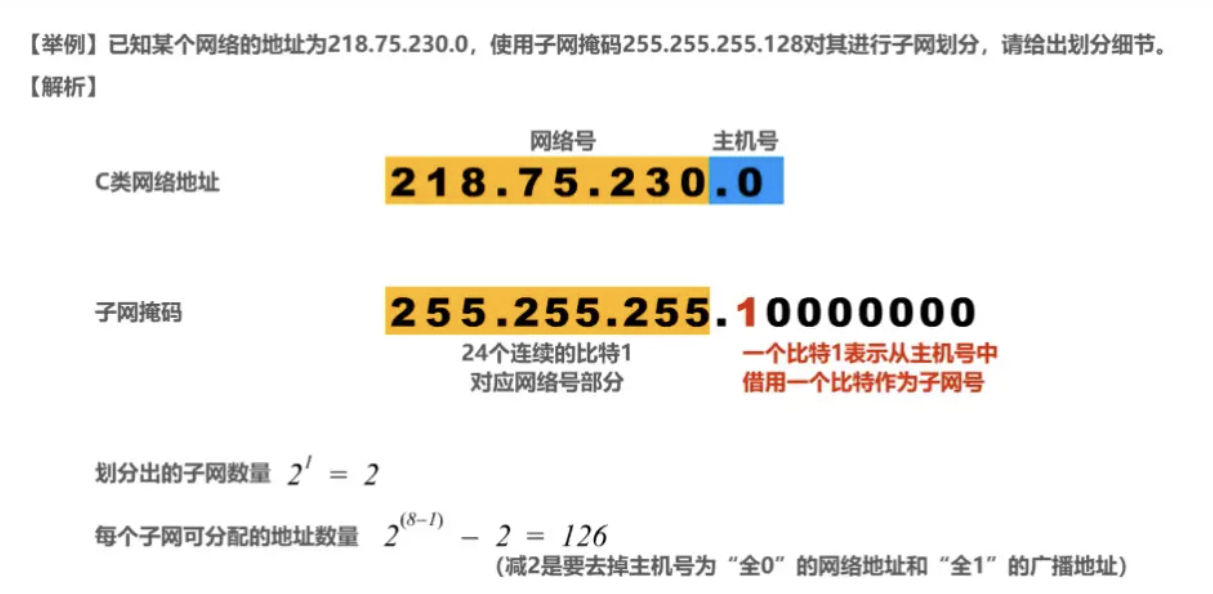 【举例】已知某个网络的地址为218.75.230.0，使用子网掩码255.255.255.128对其进行子网划分，请给出划分细节。
【解析】
网络号 主机号
C类网络地址 218.75.230.0
子网掩码 255.255.255.10000000
24个连续的比特1 一个比特1表示从主机号中
对应网络号部分 借用一个比特作为子网号
划分出的子网数量 2^1 = 2
每个子网可分配的地址数量 2^(8-1) - 2 = 126
（减2是要去掉主机号为“全0”的网络地址和“全1”的广播地址）